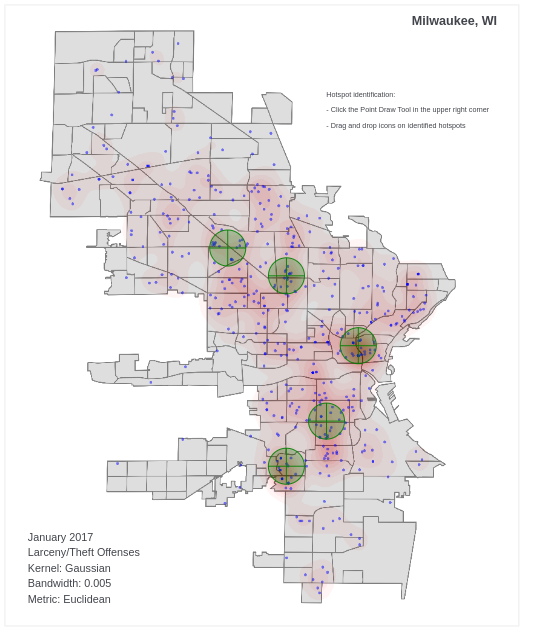 Milwaukee, WI
Hotspot identification:
- Click the Point Draw Tool in the upper right corner
- Drag and drop icons on identified hotspots
January 2017
Larceny/Theft Offenses
Kernel: Gaussian
Bandwidth: 0.005
Metric: Euclidean